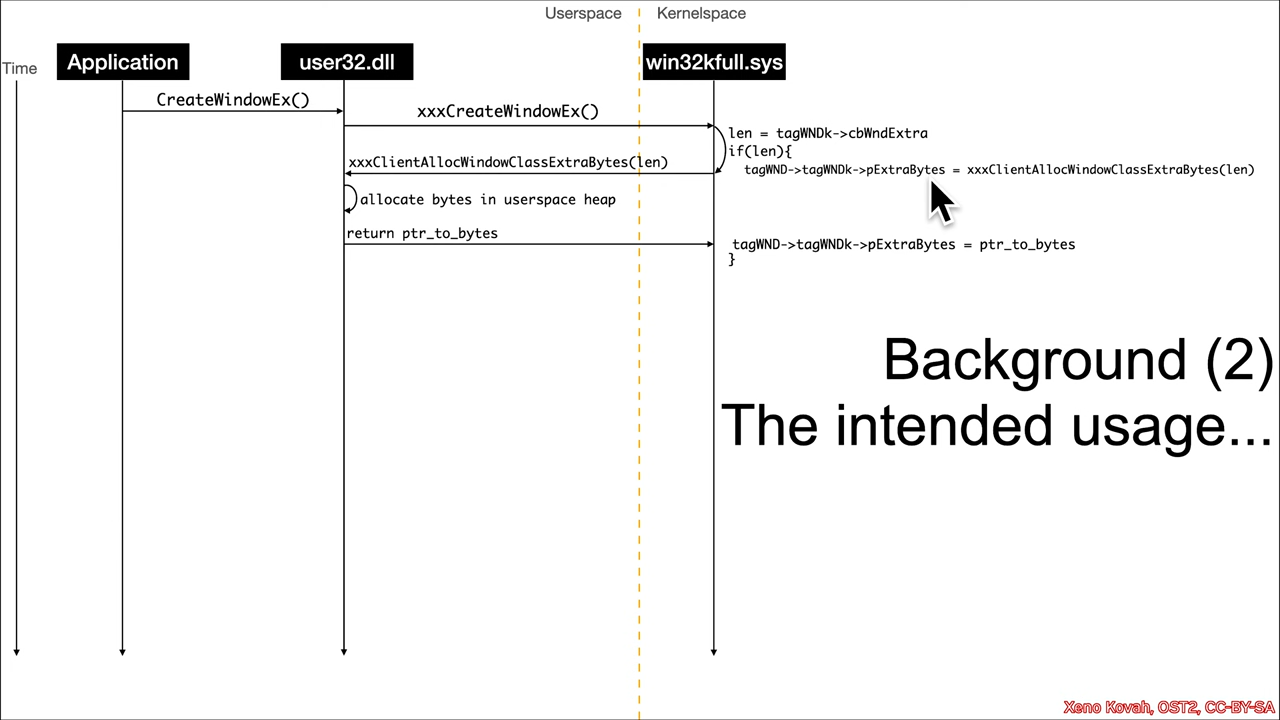 Userspace
Kernelspace
Time
Application
user32.dll
win32kfull.sys
CreateWindowEx()
xxxCreateWindowEx()
len = tagWNDk->cbWndExtra
if(len){
xxxClientAllocWindowClassExtraBytes(len)
tagWND->tagWNDk->pExtraBytes = xxxClientAllocWindowClassExtraBytes(len)
allocate bytes in userspace heap
return ptr_to_bytes
tagWND->tagWNDk->pExtraBytes = ptr_to_bytes
}
Background (2)
The intended usage...
Xeno Kovah, OST2, CC-BY-SA